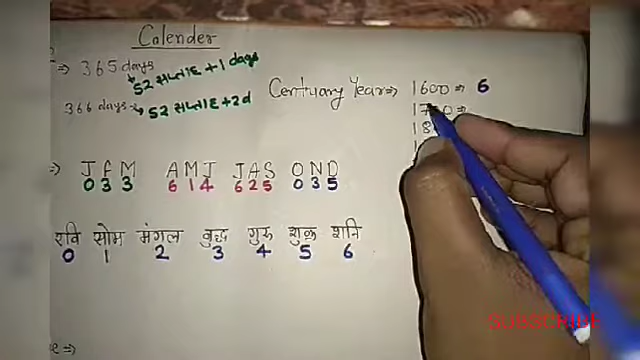 Calender
⇒ 365 days
52 सप्ताह + 1 days
366 days → 52 सप्ताह + 2d
Centuary Year ⇒ 1600 ⇒ 6
⇒ J F M A M J J A S O N D
0 3 3 6 1 4 6 2 5 0 3 5
रवि सोम मंगल वुद्ध गुरु शुक्र शनि
0 1 2 3 4 5 6
⇒
SUBSCRIBE